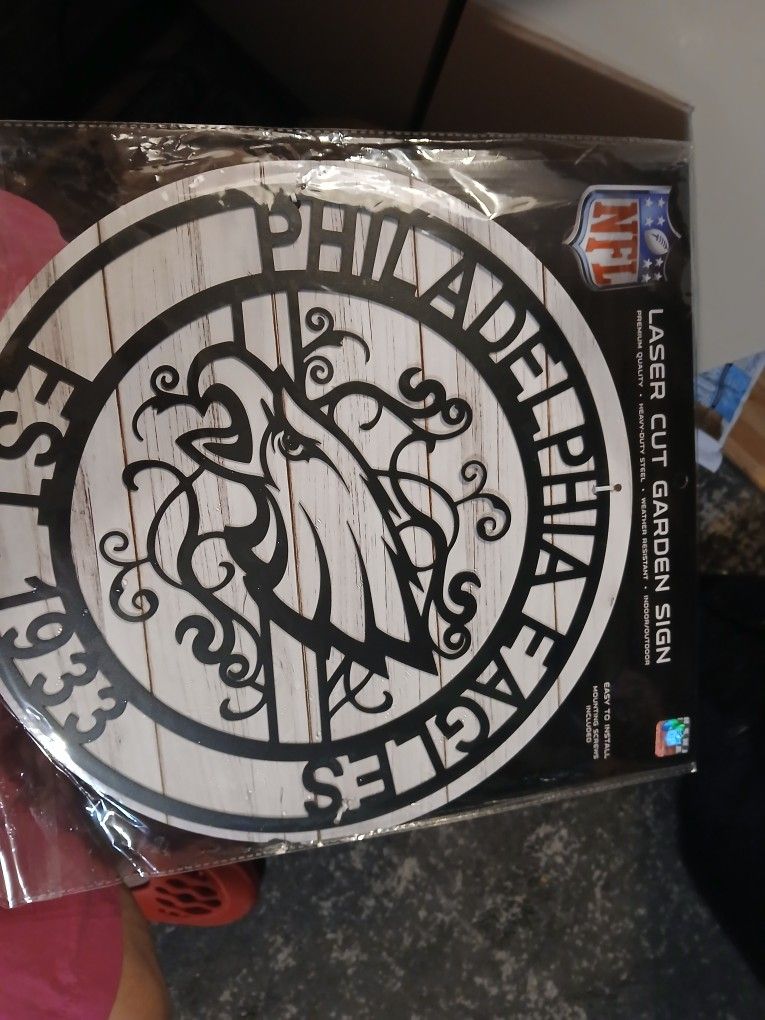 NFL
LASER CUT GARDEN SIGN
PREMIUM QUALITY • HEAVY-DUTY STEEL • WEATHER RESISTANT • INDOOR/OUTDOOR
EASY TO INSTALL
MOUNTING SCREWS
INCLUDED
PHILADELPHIA EAGLES
EST 1933